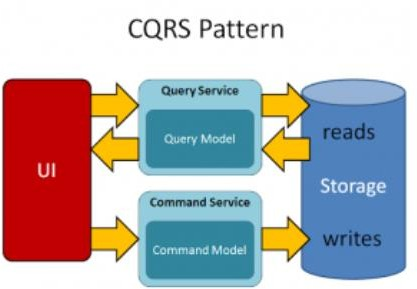 CQRS Pattern
UI
Query Service
Query Model
Command Service
Command Model
reads
Storage
writes